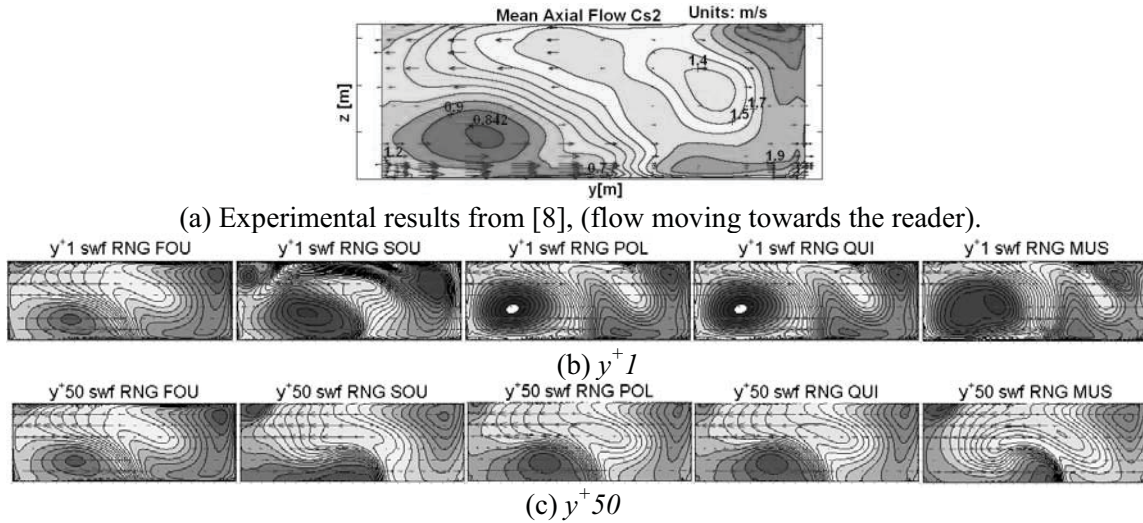 Mean Axial Flow Cs2 Units: m/s
z [m]
1.4
1.7
1.5
0.9
0.842
1.2
0.7
1.9
y[m]
(a) Experimental results from [8], (flow moving towards the reader).
y+1 swf RNG FOU y+1 swf RNG SOU y+1 swf RNG POL y+1 swf RNG QUI y+1 swf RNG MUS
(b) y+1
y+50 swf RNG FOU y+50 swf RNG SOU y+50 swf RNG POL y+50 swf RNG QUI y+50 swf RNG MUS
(c) y+50